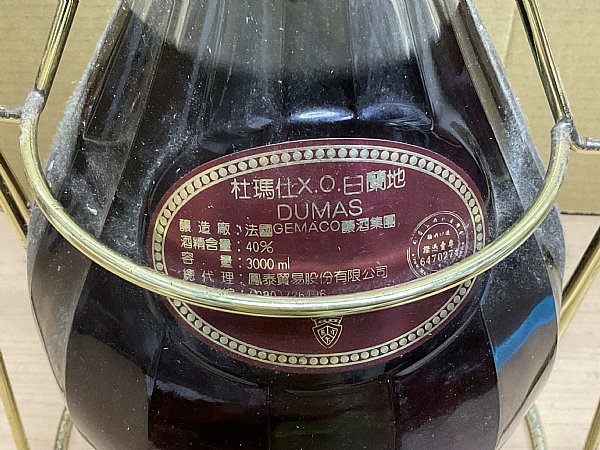 杜瑪仕X.O.白蘭地
DUMAS
釀造廠：法國GEMACO釀酒集團
酒精含量：40%
容量：3000ml
總代理：鳳泰貿易股份有限公司